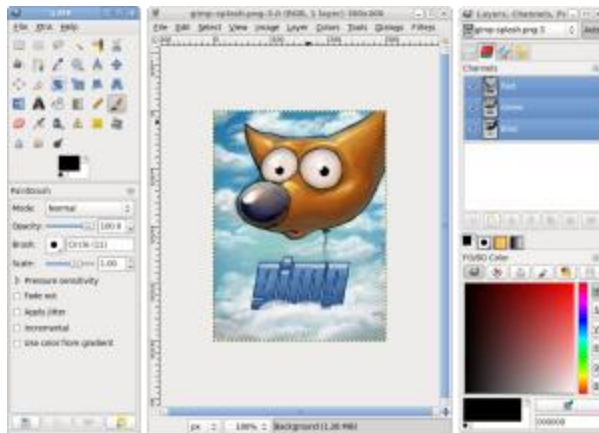 File Xtns Help
Paintbrush
Mode: Normal
Opacity: 100.0
Brush: Circle (11)
Scale: 1.00
Pressure sensitivity
Fade out
Apply Jitter
Incremental
Use color from gradient
gimp-splash.png-3.0 (RGB, 1 layer) 300x400
File Edit Select View Image Layer Colors Tools Dialogs Filters
gimp
px 100% Background (1.20 MB)
Layers, Channels, Pa
gimp-splash.png-3 Auto
Channels
Red
Green
Blue
FG/BG Color
000000